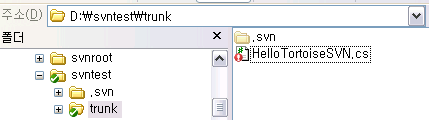 주소(D) D:\svntest\trunk
폴더
svnroot
svntest
.svn
trunk
.svn
HelloTortoiseSVN.cs